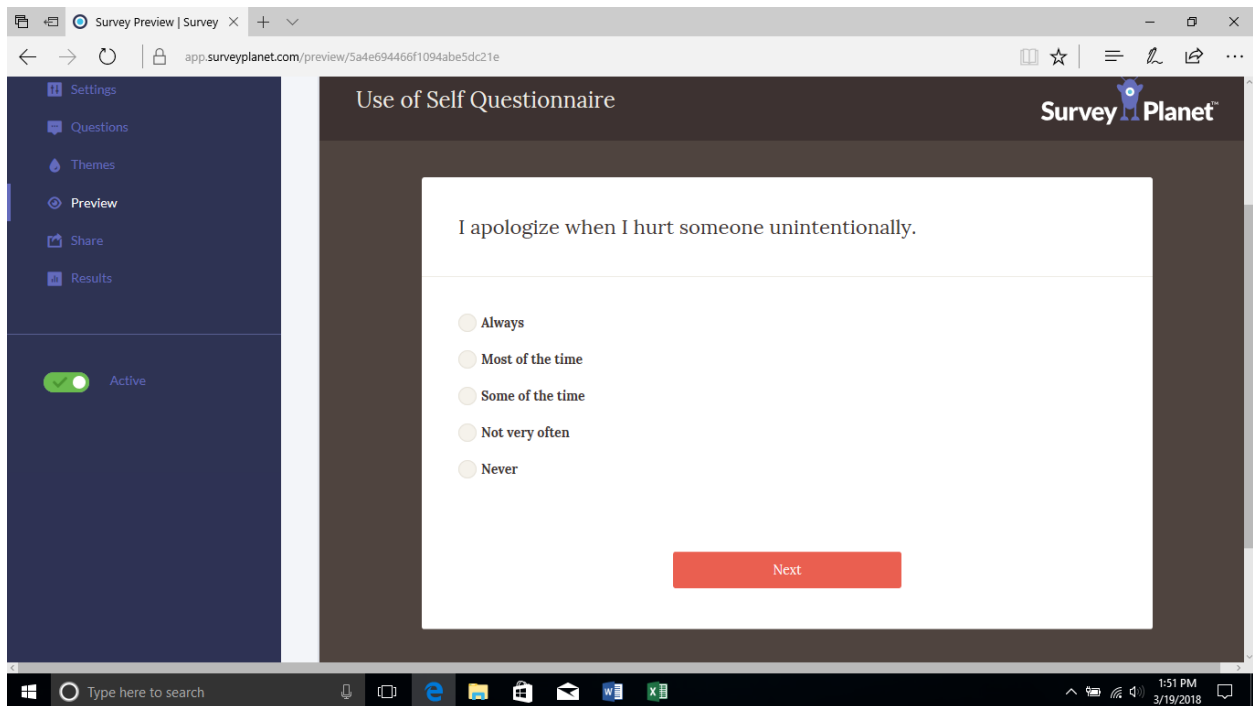 Survey Preview | Survey
app.surveyplanet.com/preview/5a4e694466f1094abe5dc21e
Settings
Questions
Themes
Preview
Share
Results
Active
Use of Self Questionnaire
Survey Planet™
I apologize when I hurt someone unintentionally.
Always
Most of the time
Some of the time
Not very often
Never
Next
Type here to search
1:51 PM
3/19/2018